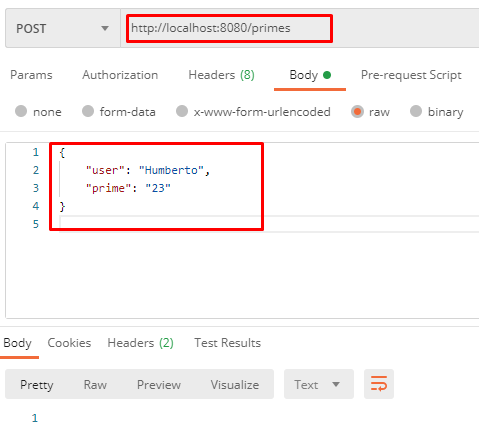 POST http://localhost:8080/primes
Params Authorization Headers (8) Body Pre-request Script
none form-data x-www-form-urlencoded raw binary
1 {
2 "user": "Humberto",
3 "prime": "23"
4 }
5
Body Cookies Headers (2) Test Results
Pretty Raw Preview Visualize Text
1